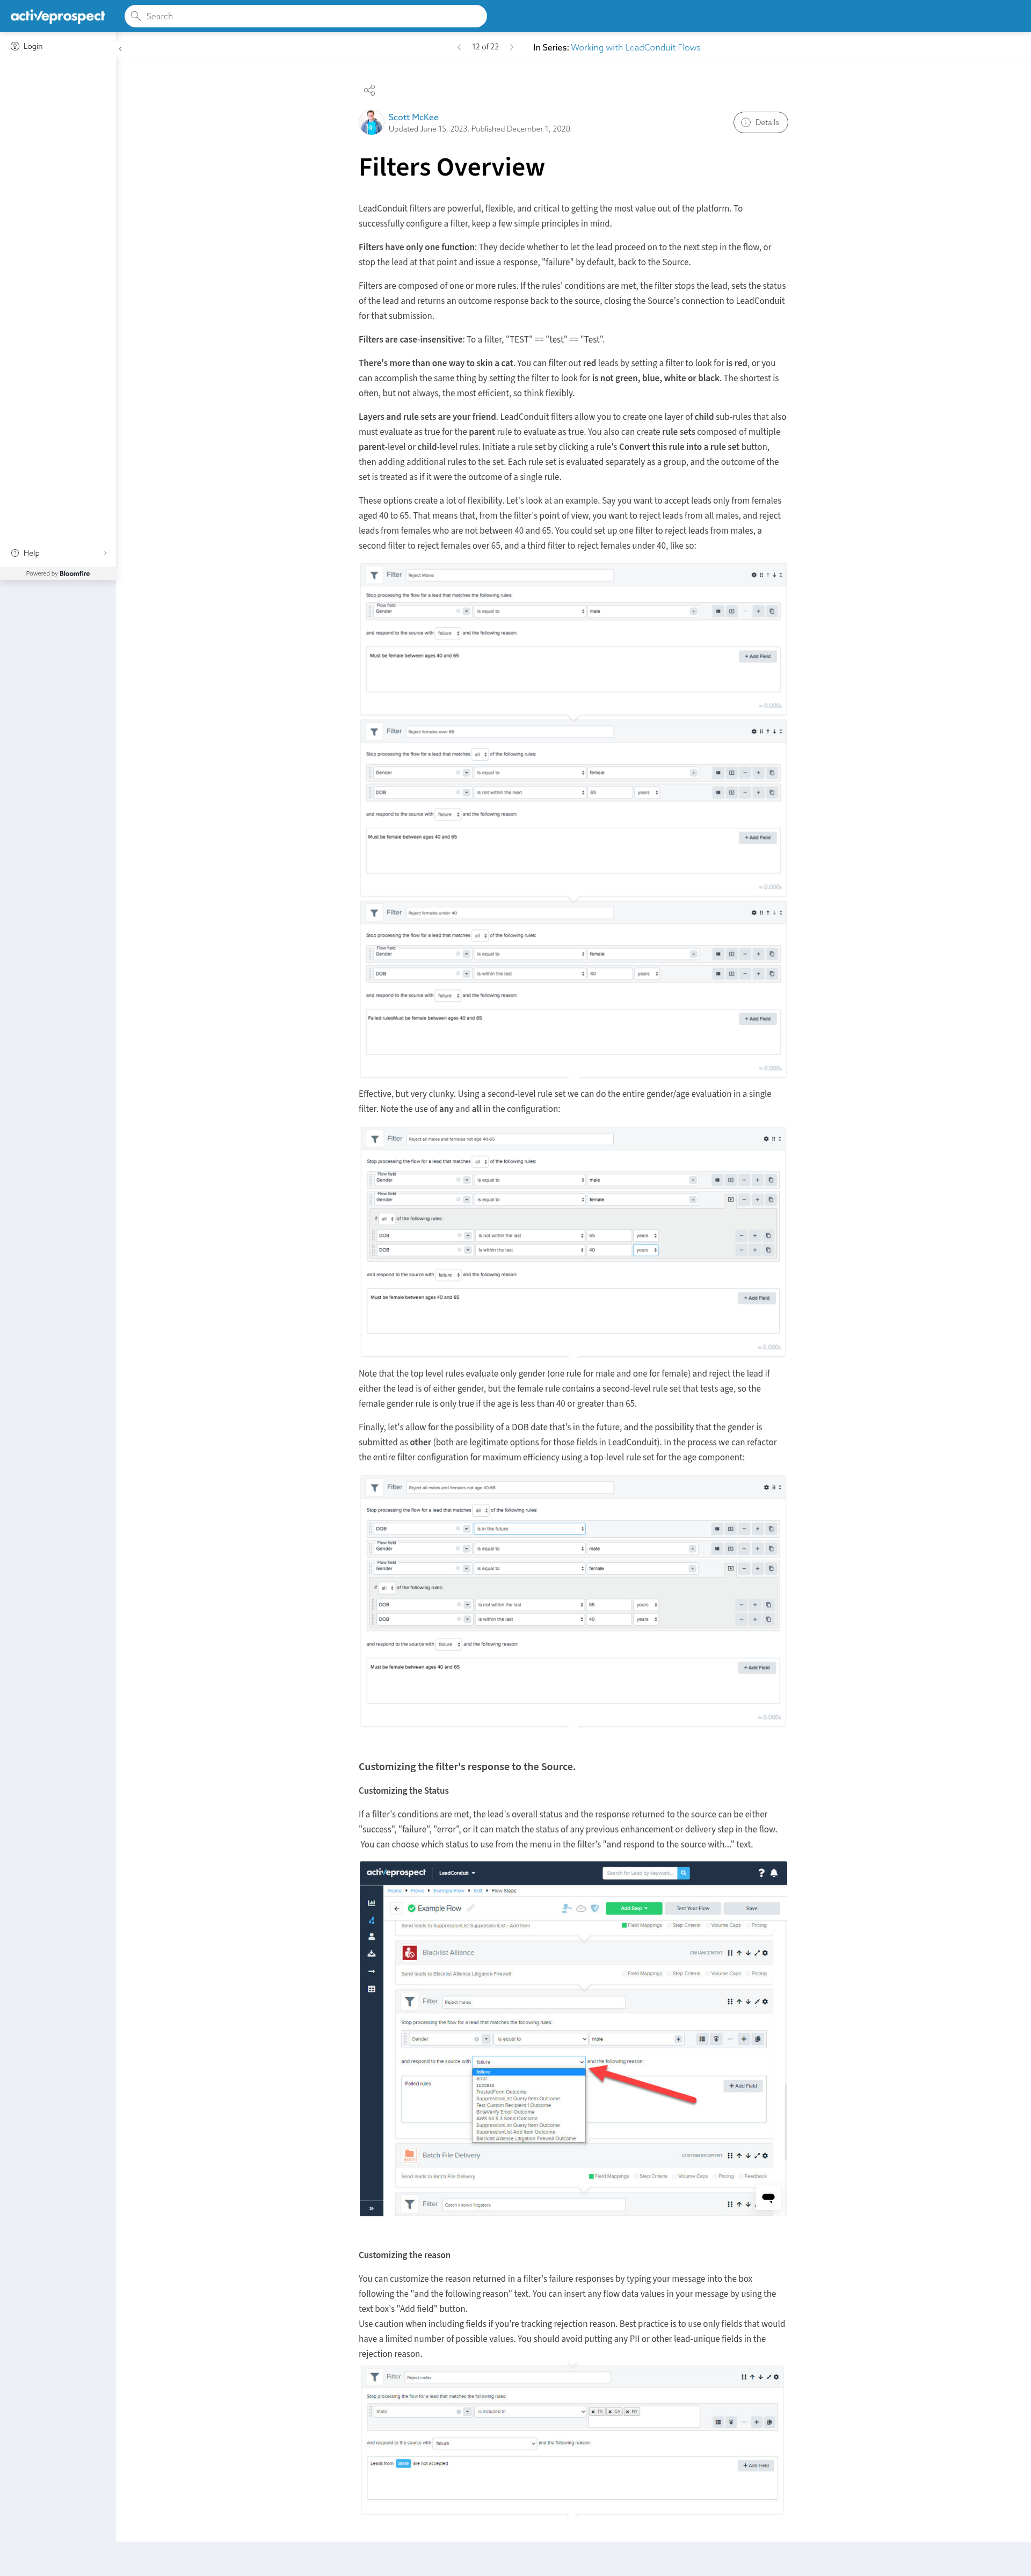 activeprospect
Search
Login
12 of 22
In Series: Working with LeadConduit Flows
Scott McKee
Updated June 15, 2023. Published December 1, 2020.
Details
Filters Overview
LeadConduit filters are powerful, flexible, and critical to getting the most value out of the platform. To
successfully configure a filter, keep a few simple principles in mind.
Filters have only one function: They decide whether to let the lead proceed on to the next step in the flow, or
stop the lead at that point and issue a response, "failure" by default, back to the Source.
Filters are composed of one or more rules. If the rules' conditions are met, the filter stops the lead, sets the status
of the lead and returns an outcome response back to the source, closing the Source's connection to LeadConduit
for that submission.
Filters are case-insensitive: To a filter, "TEST" == "test" == "Test".
There's more than one way to skin a cat. You can filter out red leads by setting a filter to look for is red, or you
can accomplish the same thing by setting the filter to look for is not green, blue, white or black. The shortest is
often, but not always, the most efficient, so think flexibly.
Layers and rule sets are your friend. LeadConduit filters allow you to create one layer of child sub-rules that also
must evaluate as true for the parent rule to evaluate as true. You also can create rule sets composed of multiple
parent-level or child-level rules. Initiate a rule set by clicking a rule's Convert this rule into a rule set button,
then adding additional rules to the set. Each rule set is evaluated separately as a group, and the outcome of the
set is treated as if it were the outcome of a single rule.
These options create a lot of flexibility. Let's look at an example. Say you want to accept leads only from females
aged 40 to 65. That means that, from the filter's point of view, you want to reject leads from all males, and reject
leads from females who are not between 40 and 65. You could set up one filter to reject leads from males, a
second filter to reject females over 65, and a third filter to reject females under 40, like so:
Help
Powered by Bloomfire
Filter Reject Males
Stop processing the flow for a lead that matches the following rules:
Flow field
Gender is equal to male
and respond to the source with failure and the following reason:
Must be female between ages 40 and 65
+ Add Field
≈ 0.000s
Filter Reject females over 65
Stop processing the flow for a lead that matches all of the following rules:
Gender is equal to female
DOB is not within the next 65 years
and respond to the source with failure and the following reason:
Must be female between ages 40 and 65
+ Add Field
≈ 0.000s
Filter Reject females under 40
Stop processing the flow for a lead that matches all of the following rules:
Flow field
Gender is equal to female
DOB is within the last 40 years
and respond to the source with failure and the following reason:
Failed rulesMust be female between ages 40 and 65
+ Add Field
≈ 0.000s
Effective, but very clunky. Using a second-level rule set we can do the entire gender/age evaluation in a single
filter. Note the use of any and all in the configuration:
Filter Reject all males and females not age 40-65
Stop processing the flow for a lead that matches all of the following rules:
Flow field
Gender is equal to male
Flow field
Gender is equal to female
If all of the following rules:
DOB is not within the last 65 years
DOB is within the last 40 years
and respond to the source with failure and the following reason:
Must be female between ages 40 and 65
+ Add Field
≈ 0.000s
Note that the top level rules evaluate only gender (one rule for male and one for female) and reject the lead if
either the lead is of either gender, but the female rule contains a second-level rule set that tests age, so the
female gender rule is only true if the age is less than 40 or greater than 65.
Finally, let's allow for the possibility of a DOB date that's in the future, and the possibility that the gender is
submitted as other (both are legitimate options for those fields in LeadConduit). In the process we can refactor
the entire filter configuration for maximum efficiency using a top-level rule set for the age component:
Filter Reject all males and females not age 40-65
Stop processing the flow for a lead that matches all of the following rules:
DOB is in the future
Flow field
Gender is equal to male
Flow field
Gender is equal to female
If all of the following rules:
DOB is not within the last 65 years
DOB is within the last 40 years
and respond to the source with failure and the following reason:
Must be female between ages 40 and 65
+ Add Field
≈ 0.000s
Customizing the filter's response to the Source.
Customizing the Status
If a filter's conditions are met, the lead's overall status and the response returned to the source can be either
"success", "failure", "error", or it can match the status of any previous enhancement or delivery step in the flow.
You can choose which status to use from the menu in the filter's "and respond to the source with..." text.
activeprospect LeadConduit Search for Lead by keyword...
Home Flows Example Flow Edit Flow Steps
Example Flow Add Step Test Your Flow Save
Send leads to SuppressionList SuppressionList - Add Item Field Mappings Step Criteria Volume Caps Pricing
Blacklist Alliance ENHANCEMENT
Send leads to Blacklist Alliance Litigation Firewall Field Mappings Step Criteria Volume Caps Pricing
Filter Reject males
Stop processing the flow for a lead that matches the following rules:
Gender is equal to male
and respond to the source with failure and the following reason:
failure
error
success
TrustedForm Outcome
SuppressionList Query Item Outcome
Test Custom Recipient 1 Outcome
BriteVerify Email Outcome
AWS S3 S 3 Send Outcome
SuppressionList Query Item Outcome
SuppressionList Add Item Outcome
Blacklist Alliance Litigation Firewall Outcome
Failed rules
+ Add Field
Batch File Delivery CUSTOM RECIPIENT
Send leads to Batch File Delivery Field Mappings Step Criteria Volume Caps Pricing Feedback
Filter Catch known litigators
Customizing the reason
You can customize the reason returned in a filter's failure responses by typing your message into the box
following the "and the following reason" text. You can insert any flow data values in your message by using the
text box's "Add field" button.
Use caution when including fields if you're tracking rejection reason. Best practice is to use only fields that would
have a limited number of possible values. You should avoid putting any PII or other lead-unique fields in the
rejection reason.
Filter Reject males
Stop processing the flow for a lead that matches the following rules:
State is included in TX CA NY
and respond to the source with failure and the following reason:
Leads from State are not accepted
+ Add Field